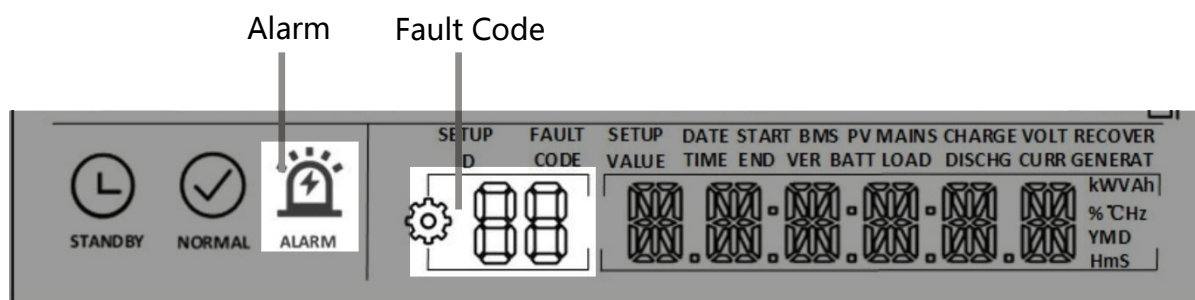 Alarm Fault Code
SETUP FAULT SETUP DATE START BMS PV MAINS CHARGE VOLT RECOVER
D CODE VALUE TIME END VER BATT LOAD DISCHG CURR GENERAT
88
kWVAh
% ℃Hz
YMD
HmS
STANDBY NORMAL ALARM